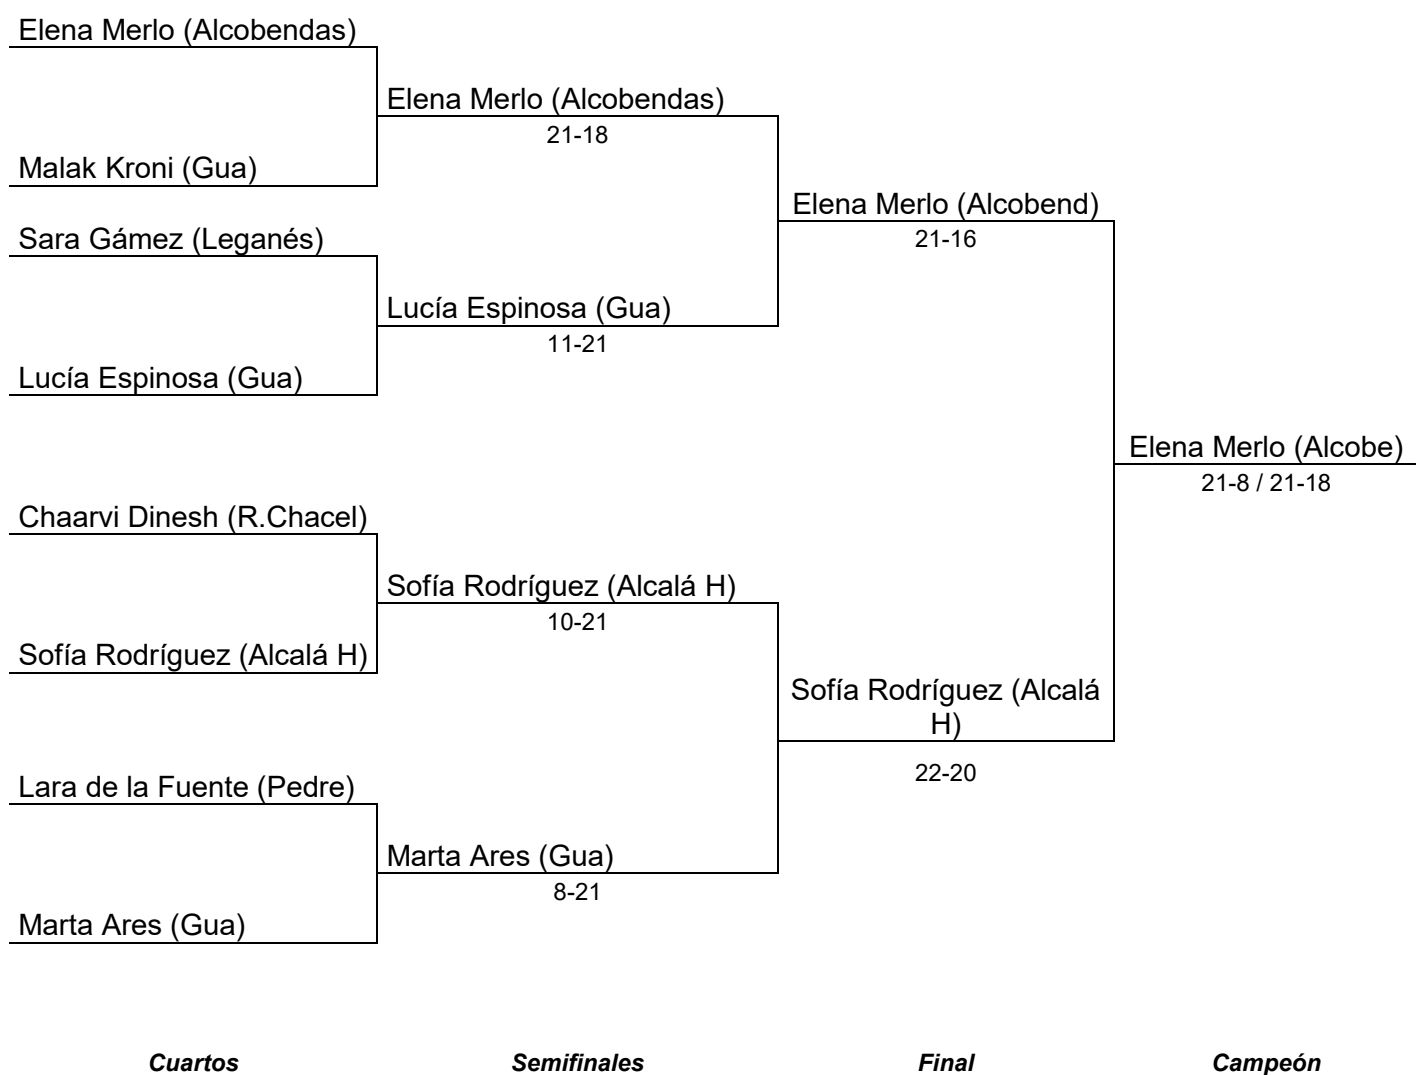 Elena Merlo (Alcobendas)
Elena Merlo (Alcobendas)
21-18
Malak Kroni (Gua)
Elena Merlo (Alcobend)
21-16
Sara Gámez (Leganés)
Lucía Espinosa (Gua)
11-21
Lucía Espinosa (Gua)
Elena Merlo (Alcobe)
21-8 / 21-18
Chaarvi Dinesh (R.Chacel)
Sofía Rodríguez (Alcalá H)
10-21
Sofía Rodríguez (Alcalá H)
Sofía Rodríguez (Alcalá
H)
22-20
Lara de la Fuente (Pedre)
Marta Ares (Gua)
8-21
Marta Ares (Gua)
Cuartos
Semifinales
Final
Campeón